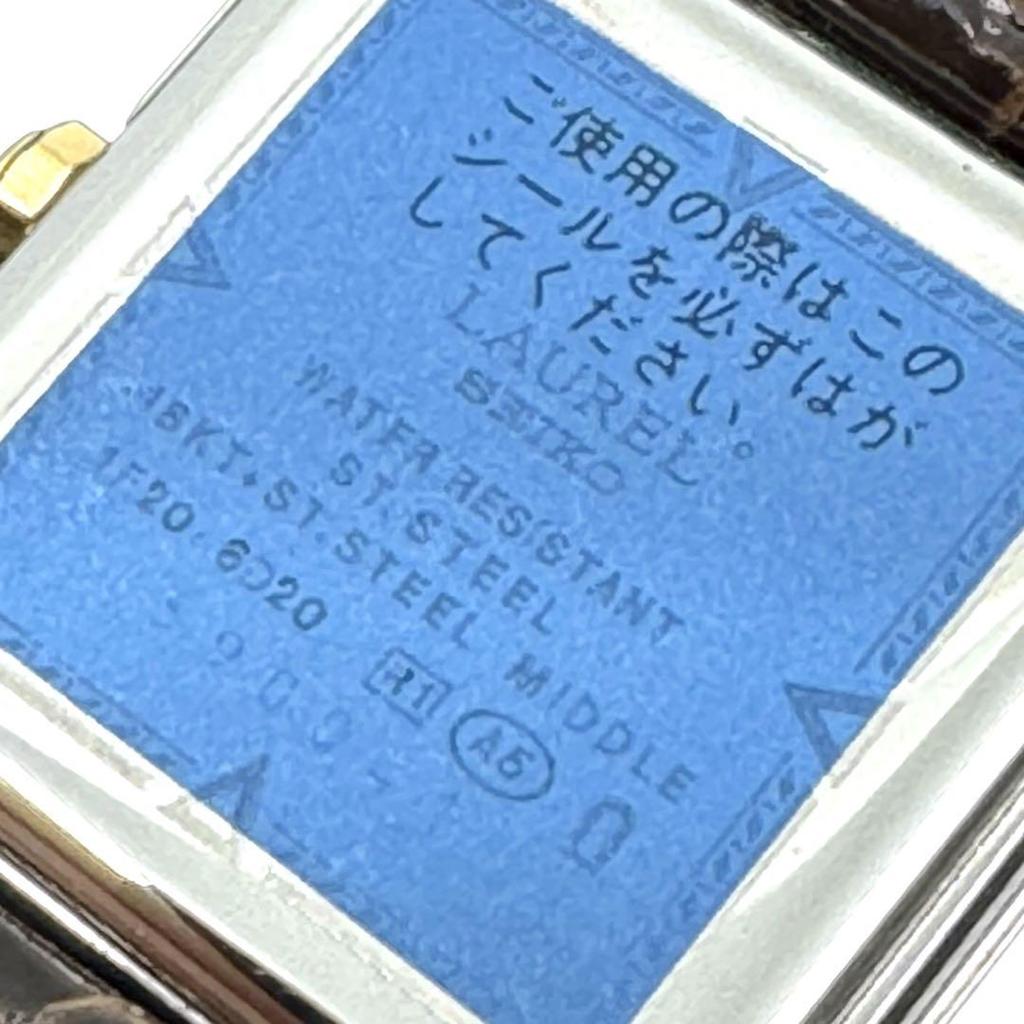 ご使用の際はこの
シールを必ずはが
してください。
LAUREL
SEIKO
WATER RESISTANT
ST.STEEL
18KT+ST.STEEL MIDDLE
1F20-6D20 R1 A5